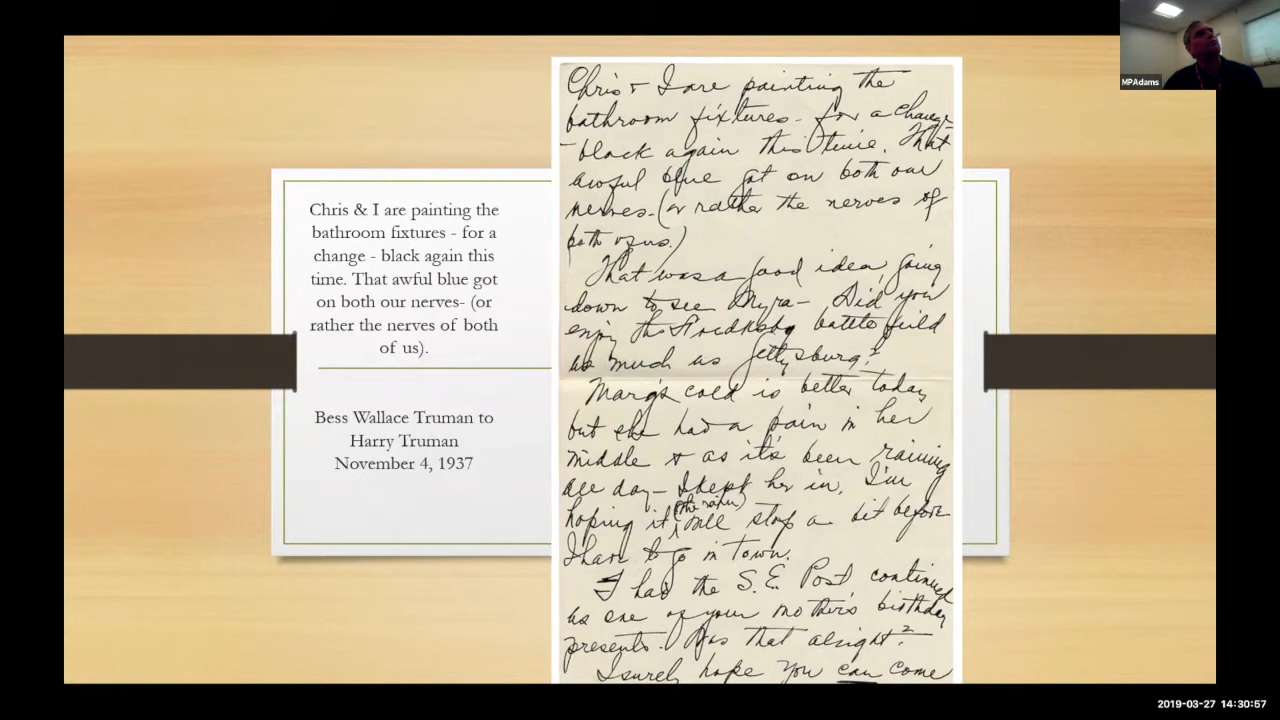 MPAdams
Chris & I are painting the
bathroom fixtures - for a
change - black again this
time. That awful blue got
on both our nerves- (or
rather the nerves of both
of us).
Bess Wallace Truman to
Harry Truman
November 4, 1937
Chris & I are painting the
bathroom fixtures - for a change -
- black again this time. That
awful blue got on both our
nerves - (or rather the nerves of
both of us.)
That was a good idea going
down to see Myra - Did you
enjoy the battle field
as much as Gettysburg?
Marg's cold is better today
but she had a pain in her
middle & as it's been raining
all day - I kept her in. I'm
hoping it (the rain) will stop a bit before
I have to go in town.
I had the S.E. Post continued
as one of your mother's birthday
presents. Was that alright?
I surely hope you can come
2019-03-27 14:30:57